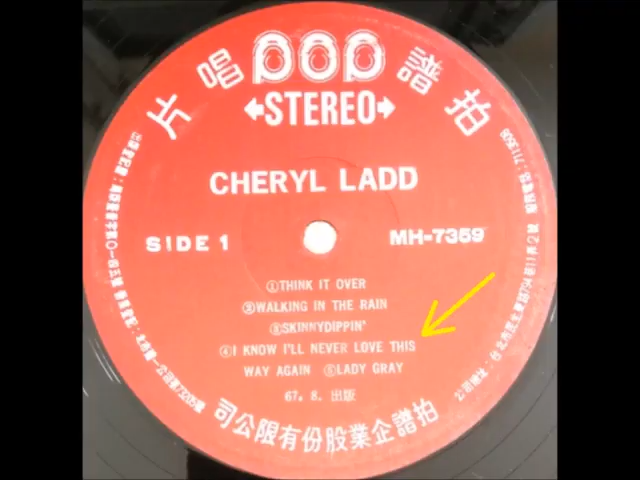 拍譜唱片
POP
STEREO
CHERYL LADD
SIDE 1
MH-7359
①THINK IT OVER
②WALKING IN THE RAIN
③SKINNYDIPPIN'
④I KNOW I'LL NEVER LOVE THIS
WAY AGAIN ⑤LADY GRAY
67. 8. 出版
拍譜企業股份有限公司